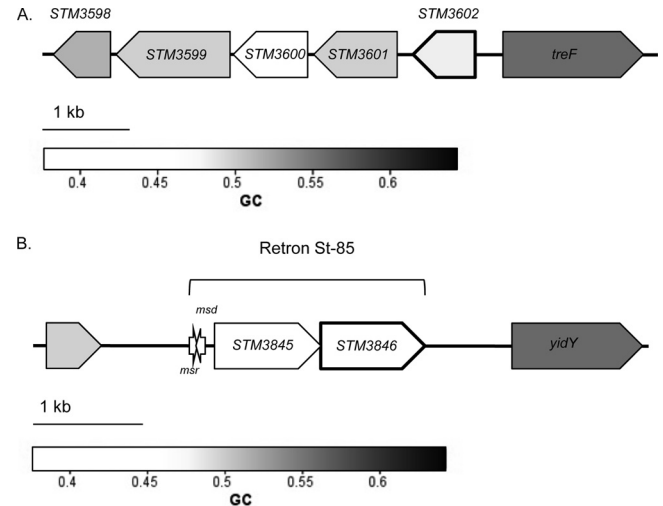 A.
STM3598
STM3602
STM3599
STM3600
STM3601
treF
1 kb
0.4 0.45 0.5 0.55 0.6
GC
B.
Retron St-85
msd
STM3845
STM3846
yidY
msr
1 kb
0.4 0.45 0.5 0.55 0.6
GC